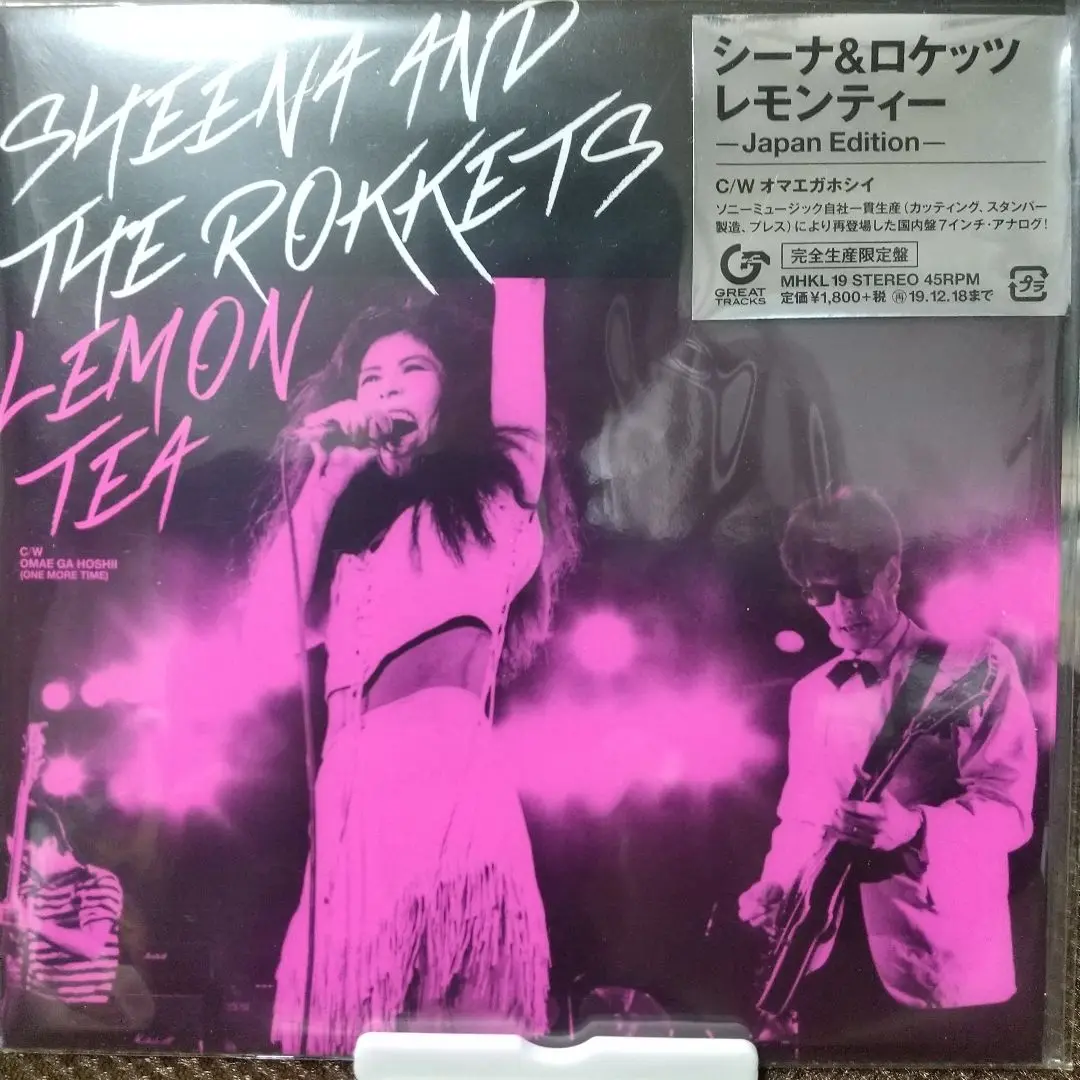 SHEENA AND
THE ROKKETS
LEMON
TEA
C/W
OMAE GA HOSHII
(ONE MORE TIME)
シーナ&ロケッツ
レモンティー
—Japan Edition—
C/W オマエガホシイ
ソニーミュージック自社一貫生産（カッティング、スタンパー
製造、プレス）により再登場した国内盤7インチ・アナログ！
GREAT
TRACKS
完全生産限定盤
MHKL 19 STEREO 45RPM
定価¥1,800+税 ㊢19.12.18まで
プラ